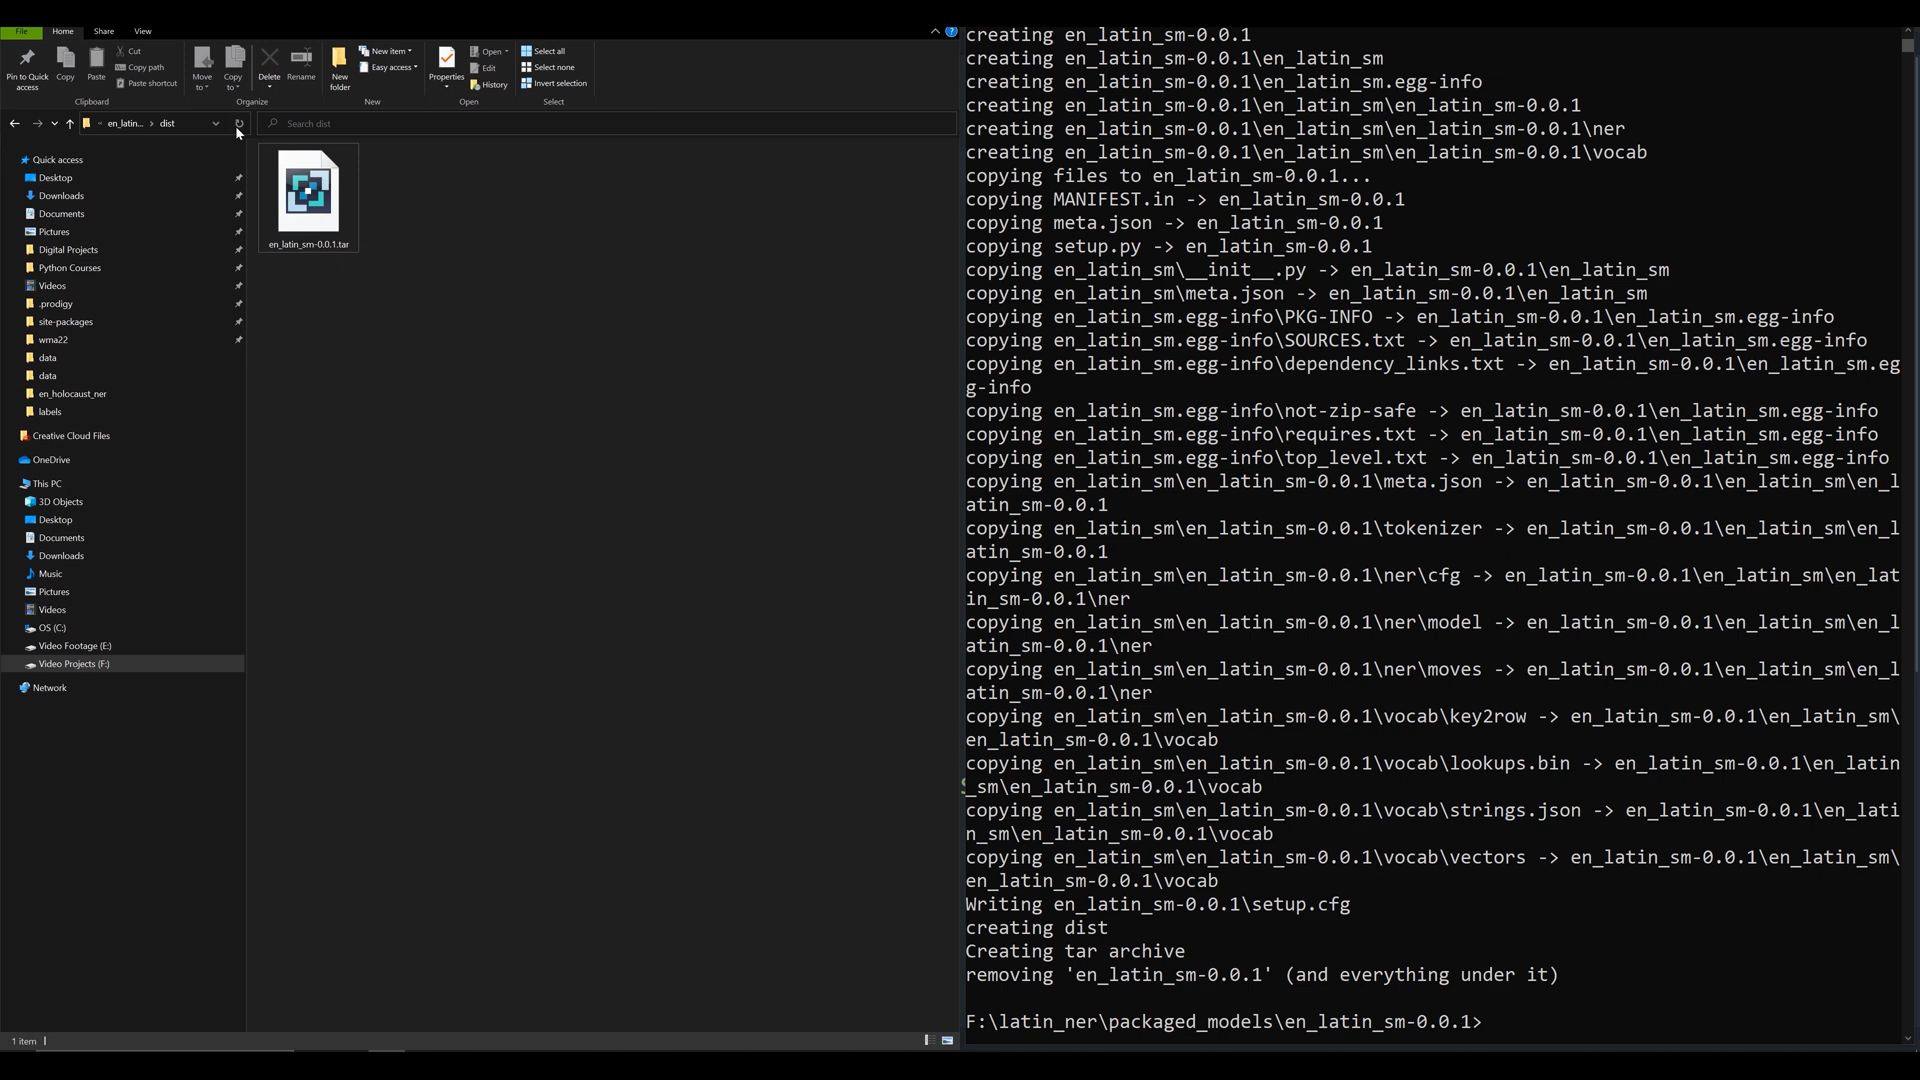 File Home Share View
Pin to Quick access
Copy
Paste
Cut
Copy path
Paste shortcut
Clipboard
Move to
Copy to
Delete
Rename
Organize
New folder
New item
Easy access
New
Properties
Open
Edit
History
Open
Select all
Select none
Invert selection
Select
« en_latin... > dist
Search dist
Quick access
Desktop
Downloads
Documents
Pictures
Digital Projects
Python Courses
Videos
.prodigy
site-packages
wma22
data
data
en_holocaust_ner
labels
Creative Cloud Files
OneDrive
This PC
3D Objects
Desktop
Documents
Downloads
Music
Pictures
Videos
OS (C:)
Video Footage (E:)
Video Projects (F:)
Network
en_latin_sm-0.0.1.tar
1 item
creating en_latin_sm-0.0.1
creating en_latin_sm-0.0.1\en_latin_sm
creating en_latin_sm-0.0.1\en_latin_sm.egg-info
creating en_latin_sm-0.0.1\en_latin_sm\en_latin_sm-0.0.1
creating en_latin_sm-0.0.1\en_latin_sm\en_latin_sm-0.0.1\ner
creating en_latin_sm-0.0.1\en_latin_sm\en_latin_sm-0.0.1\vocab
copying files to en_latin_sm-0.0.1...
copying MANIFEST.in -> en_latin_sm-0.0.1
copying meta.json -> en_latin_sm-0.0.1
copying setup.py -> en_latin_sm-0.0.1
copying en_latin_sm\__init__.py -> en_latin_sm-0.0.1\en_latin_sm
copying en_latin_sm\meta.json -> en_latin_sm-0.0.1\en_latin_sm
copying en_latin_sm.egg-info\PKG-INFO -> en_latin_sm-0.0.1\en_latin_sm.egg-info
copying en_latin_sm.egg-info\SOURCES.txt -> en_latin_sm-0.0.1\en_latin_sm.egg-info
copying en_latin_sm.egg-info\dependency_links.txt -> en_latin_sm-0.0.1\en_latin_sm.eg
g-info
copying en_latin_sm.egg-info\not-zip-safe -> en_latin_sm-0.0.1\en_latin_sm.egg-info
copying en_latin_sm.egg-info\requires.txt -> en_latin_sm-0.0.1\en_latin_sm.egg-info
copying en_latin_sm.egg-info\top_level.txt -> en_latin_sm-0.0.1\en_latin_sm.egg-info
copying en_latin_sm\en_latin_sm-0.0.1\meta.json -> en_latin_sm-0.0.1\en_latin_sm\en_l
atin_sm-0.0.1
copying en_latin_sm\en_latin_sm-0.0.1\tokenizer -> en_latin_sm-0.0.1\en_latin_sm\en_l
atin_sm-0.0.1
copying en_latin_sm\en_latin_sm-0.0.1\ner\cfg -> en_latin_sm-0.0.1\en_latin_sm\en_lat
in_sm-0.0.1\ner
copying en_latin_sm\en_latin_sm-0.0.1\ner\model -> en_latin_sm-0.0.1\en_latin_sm\en_l
atin_sm-0.0.1\ner
copying en_latin_sm\en_latin_sm-0.0.1\ner\moves -> en_latin_sm-0.0.1\en_latin_sm\en_l
atin_sm-0.0.1\ner
copying en_latin_sm\en_latin_sm-0.0.1\vocab\key2row -> en_latin_sm-0.0.1\en_latin_sm\
en_latin_sm-0.0.1\vocab
copying en_latin_sm\en_latin_sm-0.0.1\vocab\lookups.bin -> en_latin_sm-0.0.1\en_latin
_sm\en_latin_sm-0.0.1\vocab
copying en_latin_sm\en_latin_sm-0.0.1\vocab\strings.json -> en_latin_sm-0.0.1\en_lati
n_sm\en_latin_sm-0.0.1\vocab
copying en_latin_sm\en_latin_sm-0.0.1\vocab\vectors -> en_latin_sm-0.0.1\en_latin_sm\
en_latin_sm-0.0.1\vocab
Writing en_latin_sm-0.0.1\setup.cfg
creating dist
Creating tar archive
removing 'en_latin_sm-0.0.1' (and everything under it)
F:\latin_ner\packaged_models\en_latin_sm-0.0.1>